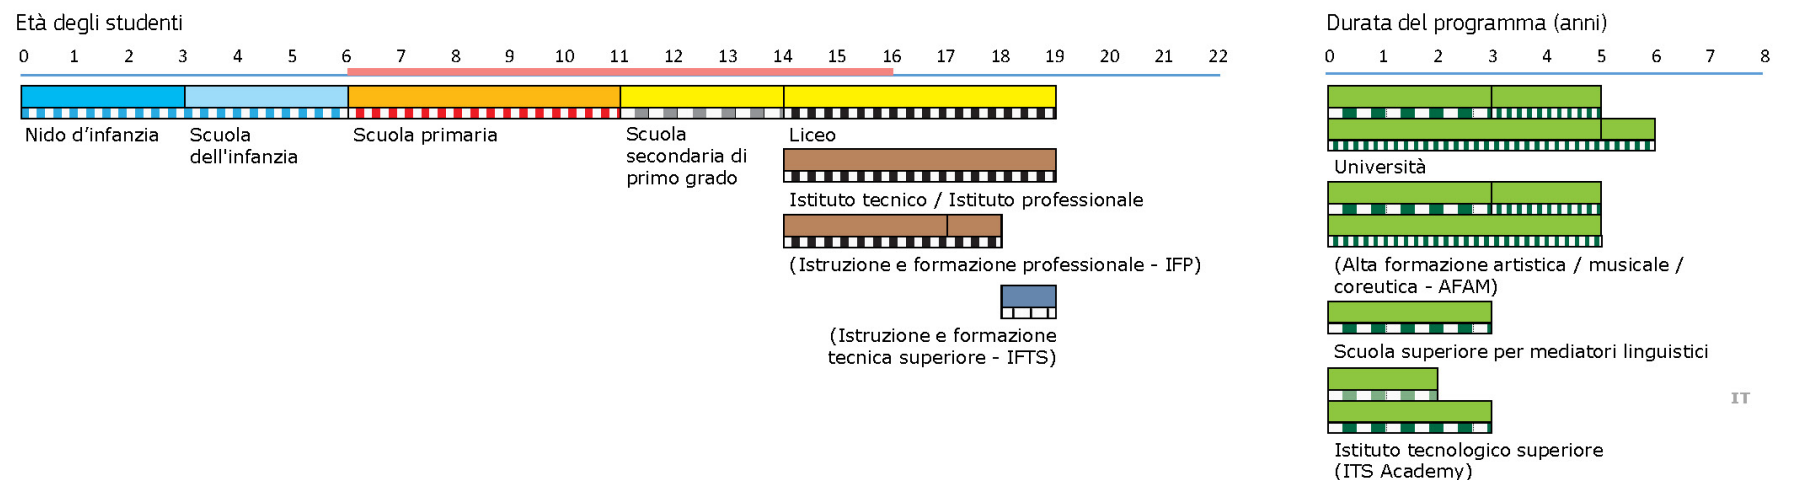 Età degli studenti
0 1 2 3 4 5 6 7 8 9 10 11 12 13 14 15 16 17 18 19 20 21 22
Nido d’infanzia
Scuola
dell'infanzia
Scuola primaria
Scuola
secondaria di
primo grado
Liceo
Istituto tecnico / Istituto professionale
(Istruzione e formazione professionale - IFP)
(Istruzione e formazione
tecnica superiore - IFTS)
Durata del programma (anni)
0 1 2 3 4 5 6 7 8
Università
(Alta formazione artistica / musicale /
coreutica - AFAM)
Scuola superiore per mediatori linguistici
Istituto tecnologico superiore
(ITS Academy)
IT